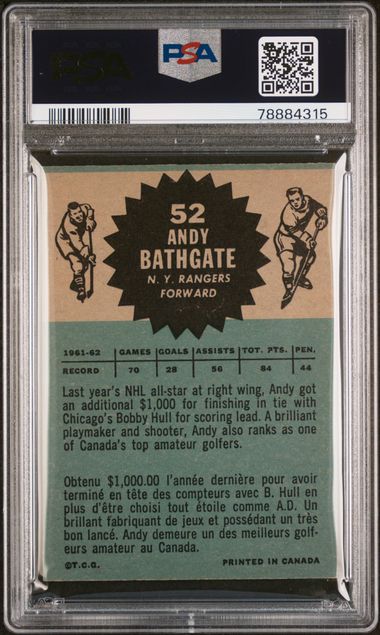 PSA
PSA
78884315
52
ANDY
BATHGATE
N. Y. RANGERS
FORWARD
1961-62 GAMES GOALS ASSISTS TOT. PTS. PEN.
RECORD 70 28 56 84 44
Last year's NHL all-star at right wing, Andy got
an additional $1,000 for finishing in tie with
Chicago's Bobby Hull for scoring lead. A brilliant
playmaker and shooter, Andy also ranks as one
of Canada's top amateur golfers.
Obtenu $1,000.00 l'année dernière pour avoir
terminé en tête des compteurs avec B. Hull en
plus d'être choisi tout étoile comme A.D. Un
brillant fabriquant de jeux et possédant un très
bon lancé. Andy demeure un des meilleurs golf-
eurs amateur au Canada.
©T.C.G. PRINTED IN CANADA